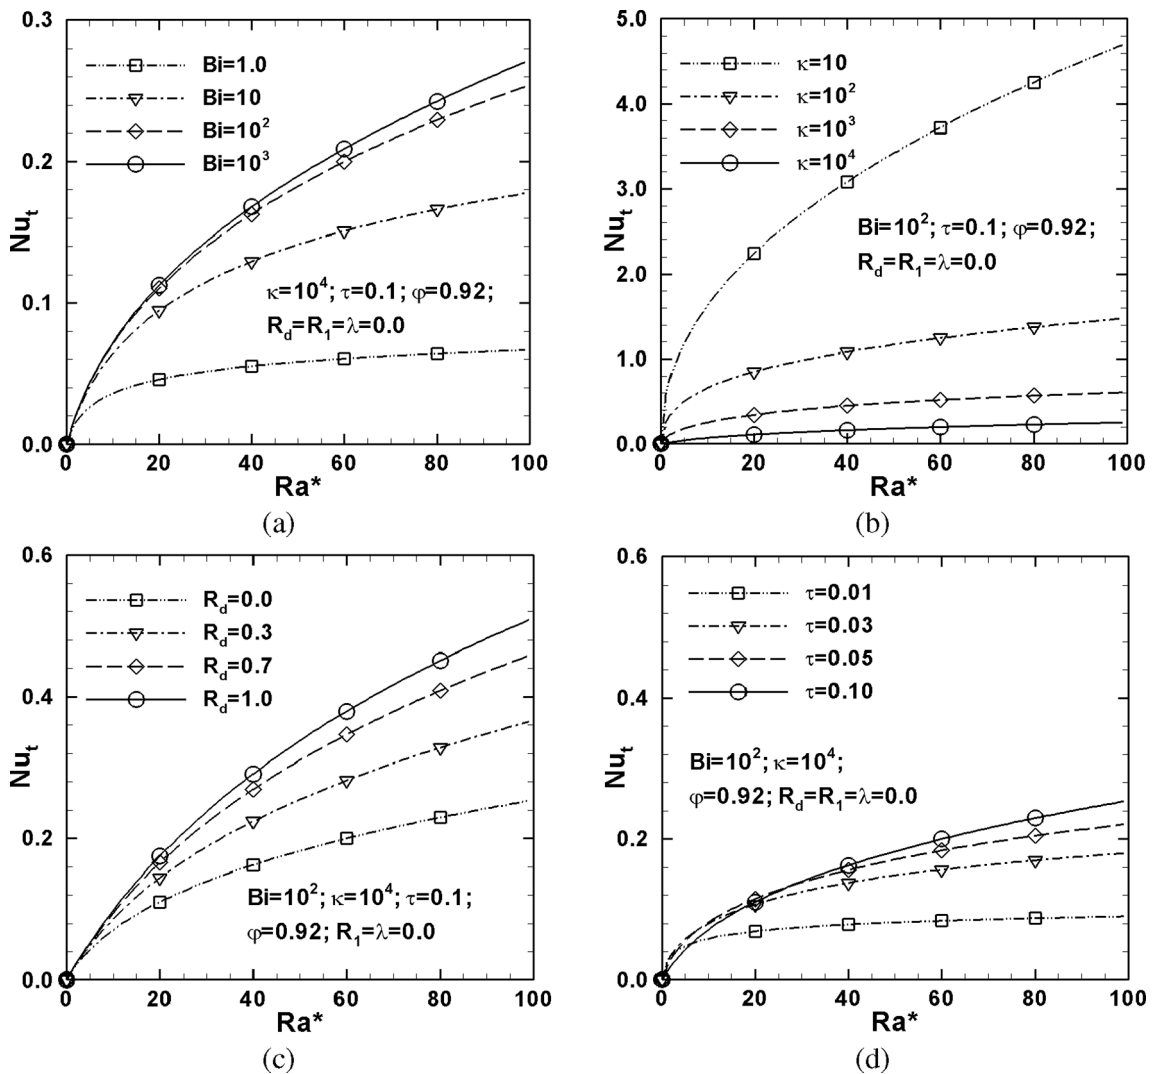 0.3
0.2
0.1
0.0
Nu_t
Bi=1.0
Bi=10
Bi=10²
Bi=10³
κ=10⁴; τ=0.1; φ=0.92;
R_d=R_1=λ=0.0
0 20 40 60 80 100
Ra*
(a)
5.0
4.0
3.0
2.0
1.0
0.0
Nu_t
κ=10
κ=10²
κ=10³
κ=10⁴
Bi=10²; τ=0.1; φ=0.92;
R_d=R_1=λ=0.0
0 20 40 60 80 100
Ra*
(b)
0.6
0.4
0.2
0.0
Nu_t
R_d=0.0
R_d=0.3
R_d=0.7
R_d=1.0
Bi=10²; κ=10⁴; τ=0.1;
φ=0.92; R_1=λ=0.0
0 20 40 60 80 100
Ra*
(c)
0.6
0.4
0.2
0.0
Nu_t
τ=0.01
τ=0.03
τ=0.05
τ=0.10
Bi=10²; κ=10⁴;
φ=0.92; R_d=R_1=λ=0.0
0 20 40 60 80 100
Ra*
(d)